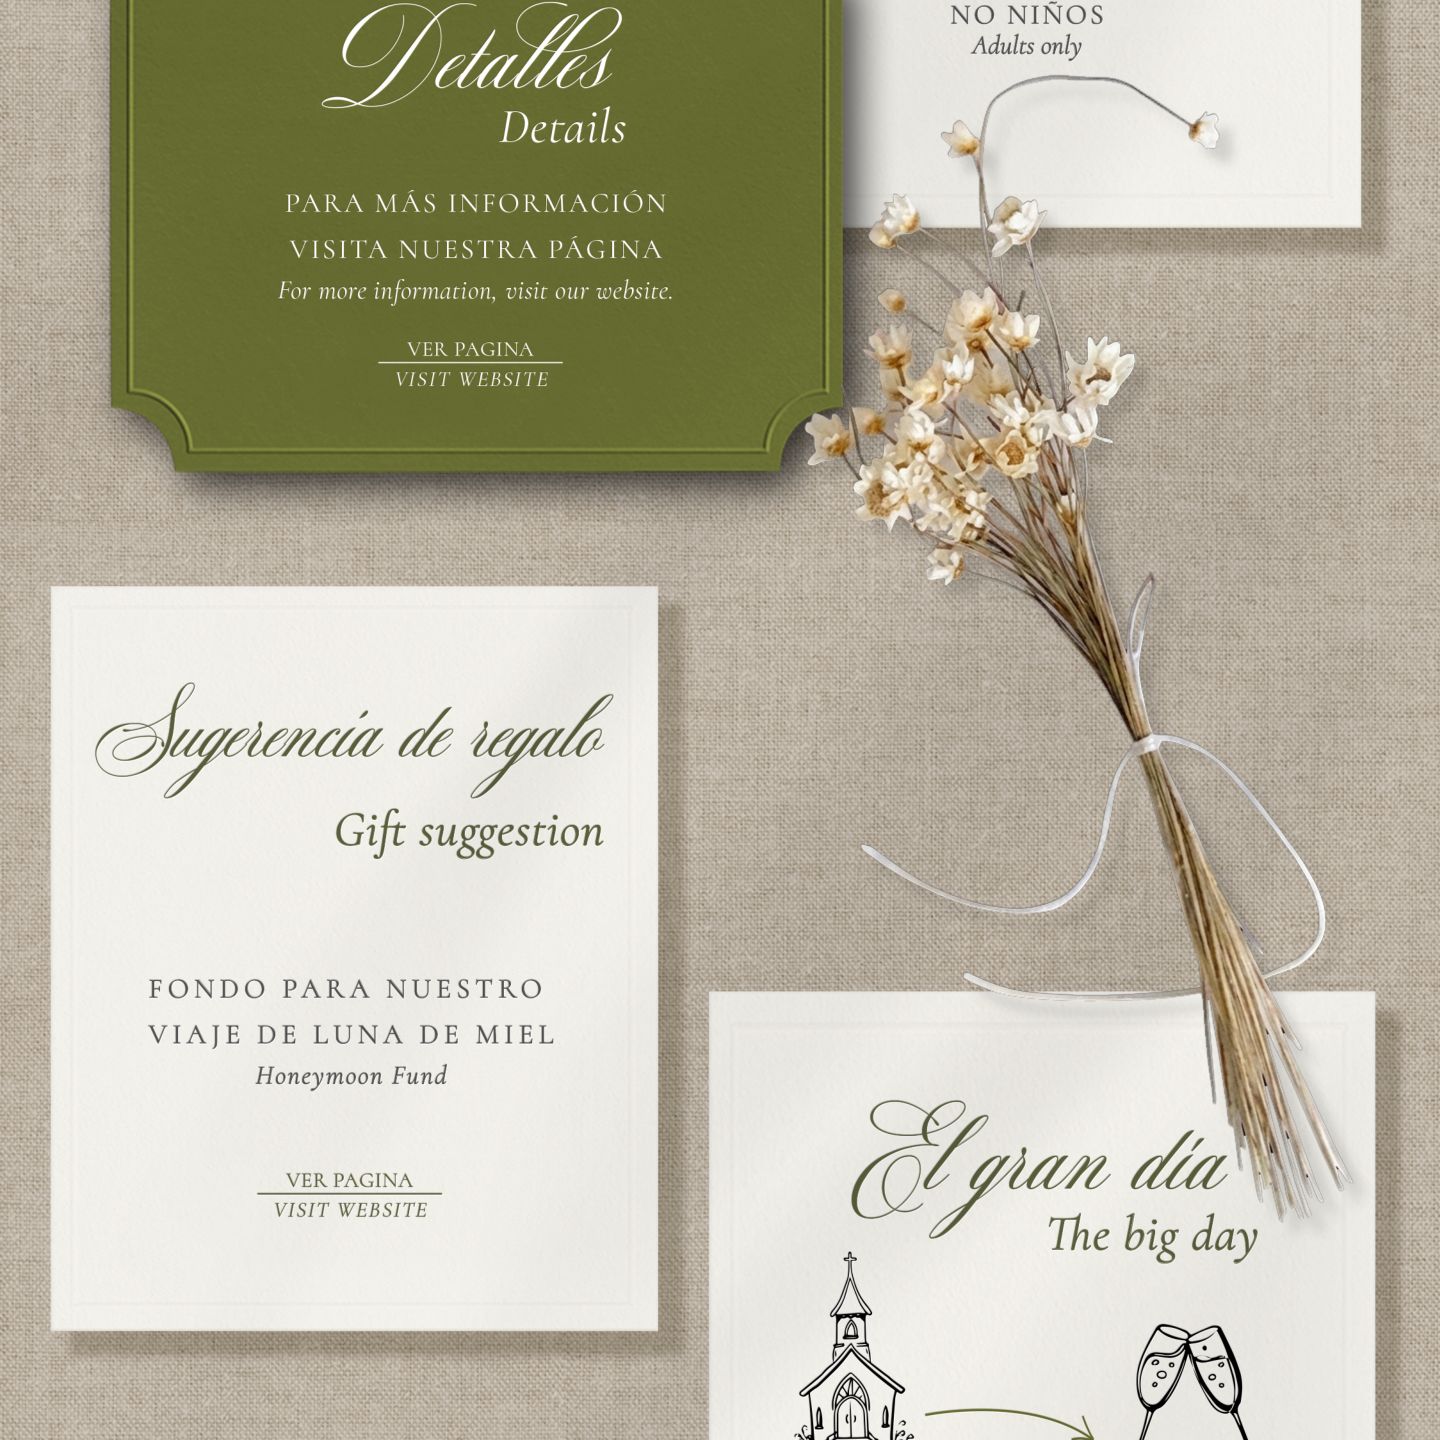 Detalles
Details
PARA MÁS INFORMACIÓN
VISITA NUESTRA PÁGINA
For more information, visit our website.
VER PAGINA
VISIT WEBSITE
NO NIÑOS
Adults only
Sugerencía de regalo
Gift suggestion
FONDO PARA NUESTRO
VIAJE DE LUNA DE MIEL
Honeymoon Fund
VER PAGINA
VISIT WEBSITE
El gran día
The big day